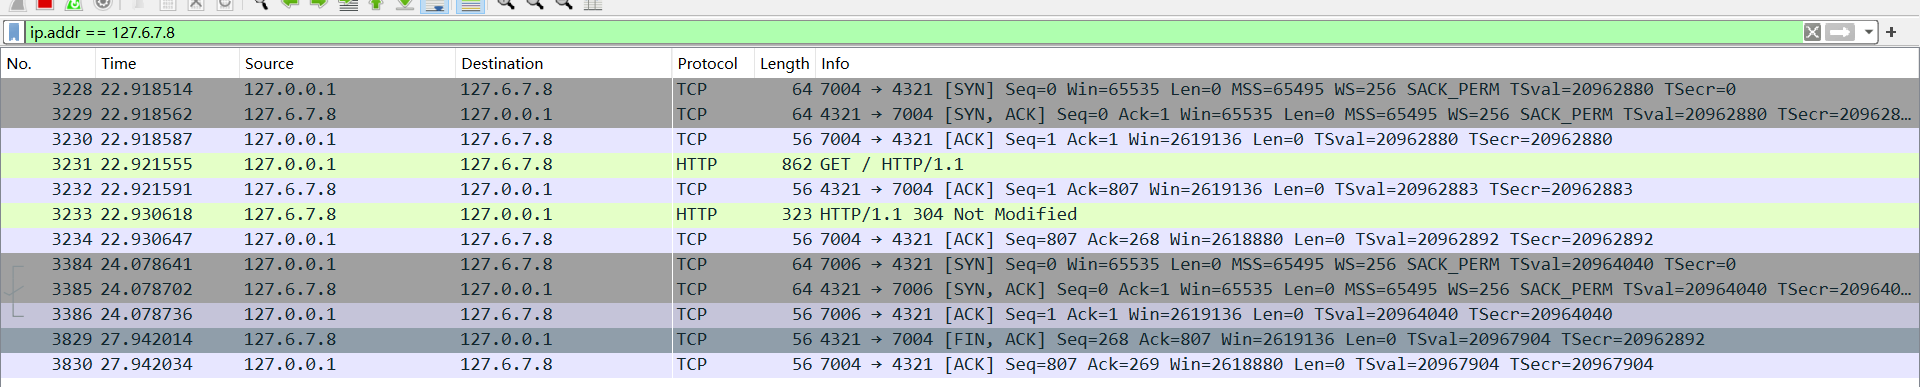 ip.addr == 127.6.7.8
No. Time Source Destination Protocol Length Info
3228 22.918514 127.0.0.1 127.6.7.8 TCP 64 7004 → 4321 [SYN] Seq=0 Win=65535 Len=0 MSS=65495 WS=256 SACK_PERM TSval=20962880 TSecr=0
3229 22.918562 127.6.7.8 127.0.0.1 TCP 64 4321 → 7004 [SYN, ACK] Seq=0 Ack=1 Win=65535 Len=0 MSS=65495 WS=256 SACK_PERM TSval=20962880 TSecr=209628…
3230 22.918587 127.0.0.1 127.6.7.8 TCP 56 7004 → 4321 [ACK] Seq=1 Ack=1 Win=2619136 Len=0 TSval=20962880 TSecr=20962880
3231 22.921555 127.0.0.1 127.6.7.8 HTTP 862 GET / HTTP/1.1
3232 22.921591 127.6.7.8 127.0.0.1 TCP 56 4321 → 7004 [ACK] Seq=1 Ack=807 Win=2619136 Len=0 TSval=20962883 TSecr=20962883
3233 22.930618 127.6.7.8 127.0.0.1 HTTP 323 HTTP/1.1 304 Not Modified
3234 22.930647 127.0.0.1 127.6.7.8 TCP 56 7004 → 4321 [ACK] Seq=807 Ack=268 Win=2618880 Len=0 TSval=20962892 TSecr=20962892
3384 24.078641 127.0.0.1 127.6.7.8 TCP 64 7006 → 4321 [SYN] Seq=0 Win=65535 Len=0 MSS=65495 WS=256 SACK_PERM TSval=20964040 TSecr=0
3385 24.078702 127.6.7.8 127.0.0.1 TCP 64 4321 → 7006 [SYN, ACK] Seq=0 Ack=1 Win=65535 Len=0 MSS=65495 WS=256 SACK_PERM TSval=20964040 TSecr=209640…
3386 24.078736 127.0.0.1 127.6.7.8 TCP 56 7006 → 4321 [ACK] Seq=1 Ack=1 Win=2619136 Len=0 TSval=20964040 TSecr=20964040
3829 27.942014 127.6.7.8 127.0.0.1 TCP 56 4321 → 7004 [FIN, ACK] Seq=268 Ack=807 Win=2619136 Len=0 TSval=20967904 TSecr=20962892
3830 27.942034 127.0.0.1 127.6.7.8 TCP 56 7004 → 4321 [ACK] Seq=807 Ack=269 Win=2618880 Len=0 TSval=20967904 TSecr=20967904